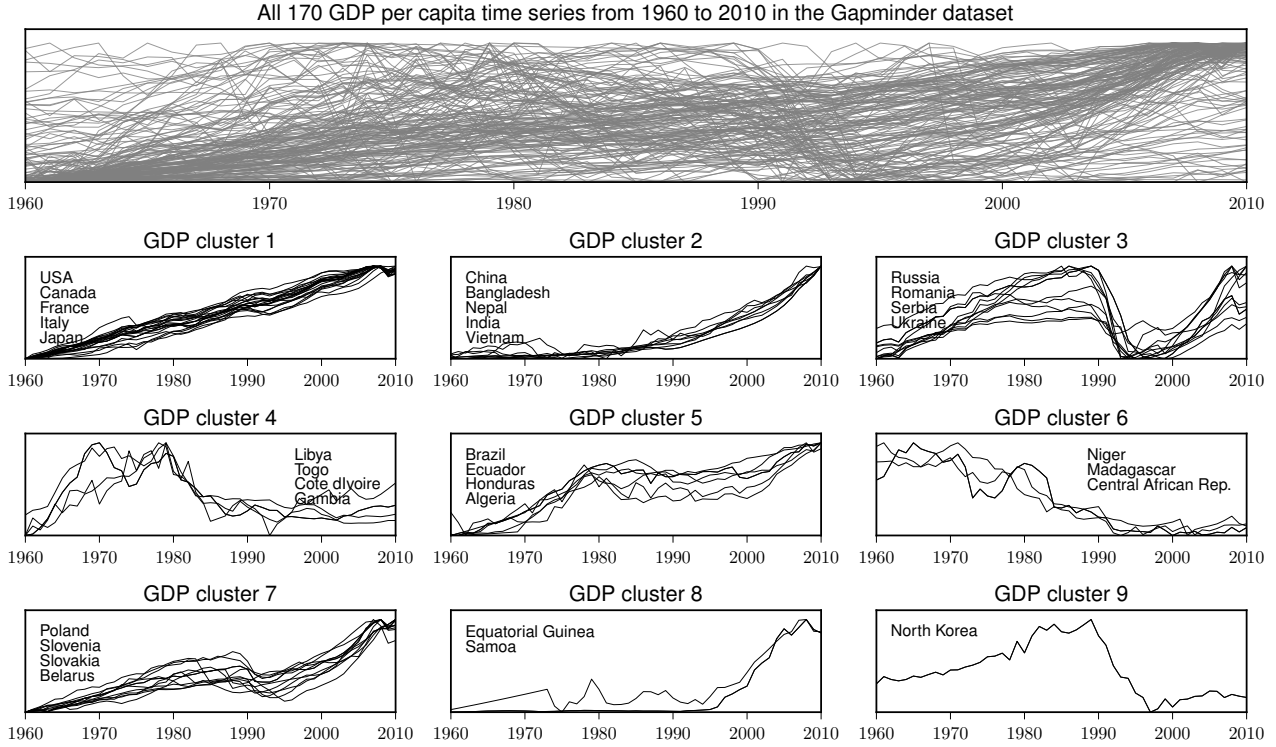 All 170 GDP per capita time series from 1960 to 2010 in the Gapminder dataset
1960 1970 1980 1990 2000 2010
GDP cluster 1
USA
Canada
France
Italy
Japan
1960 1970 1980 1990 2000 2010
GDP cluster 2
China
Bangladesh
Nepal
India
Vietnam
1960 1970 1980 1990 2000 2010
GDP cluster 3
Russia
Romania
Serbia
Ukraine
1960 1970 1980 1990 2000 2010
GDP cluster 4
Libya
Togo
Cote dIvoire
Gambia
1960 1970 1980 1990 2000 2010
GDP cluster 5
Brazil
Ecuador
Honduras
Algeria
1960 1970 1980 1990 2000 2010
GDP cluster 6
Niger
Madagascar
Central African Rep.
1960 1970 1980 1990 2000 2010
GDP cluster 7
Poland
Slovenia
Slovakia
Belarus
1960 1970 1980 1990 2000 2010
GDP cluster 8
Equatorial Guinea
Samoa
1960 1970 1980 1990 2000 2010
GDP cluster 9
North Korea
1960 1970 1980 1990 2000 2010